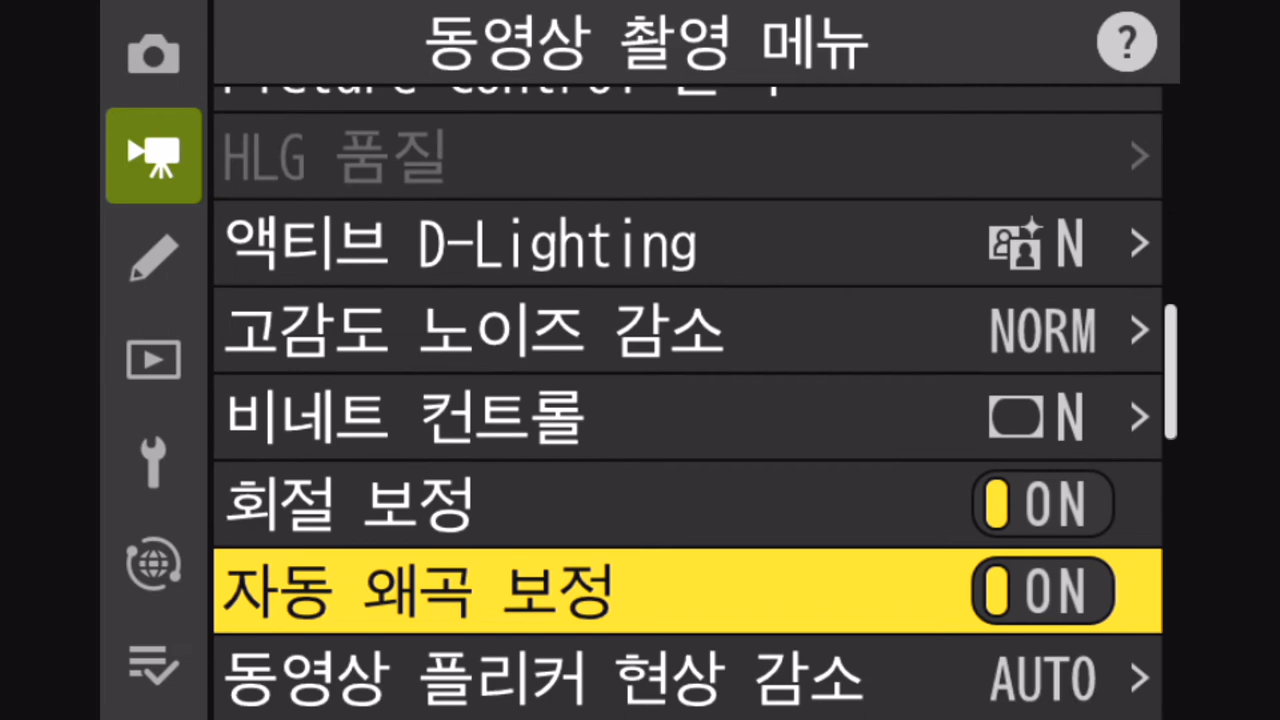 동영상 촬영 메뉴 ?
Picture Control
HLG 품질 >
액티브 D-Lighting N >
고감도 노이즈 감소 NORM >
비네트 컨트롤 N >
회절 보정 ON
자동 왜곡 보정 ON
동영상 플리커 현상 감소 AUTO >